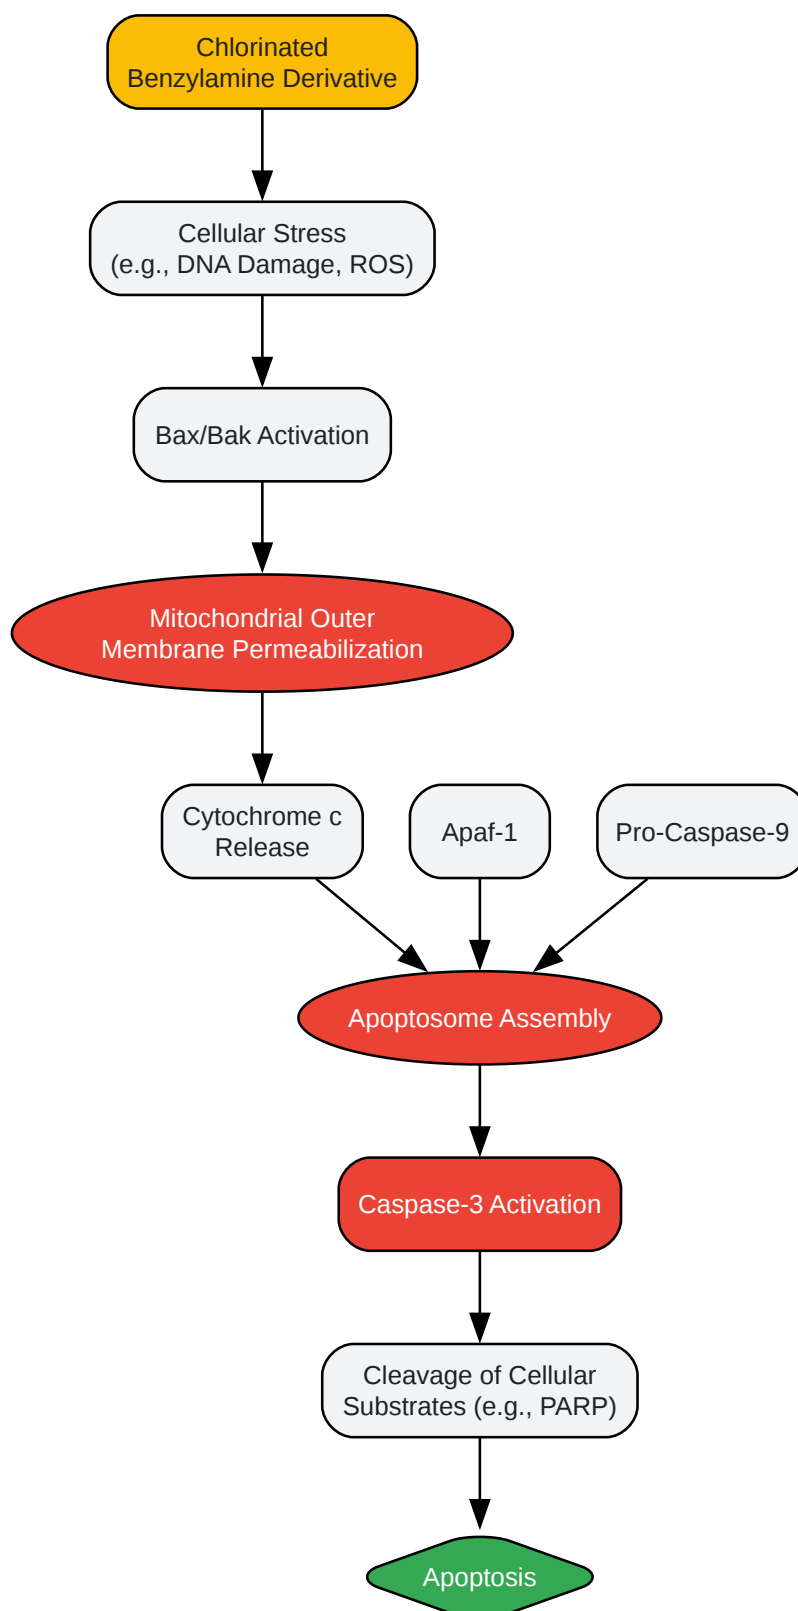 Chlorinated
Benzylamine Derivative
Cellular Stress
(e.g., DNA Damage, ROS)
Bax/Bak Activation
Mitochondrial Outer
Membrane Permeabilization
Cytochrome c
Release
Apaf-1
Pro-Caspase-9
Apoptosome Assembly
Caspase-3 Activation
Cleavage of Cellular
Substrates (e.g., PARP)
Apoptosis